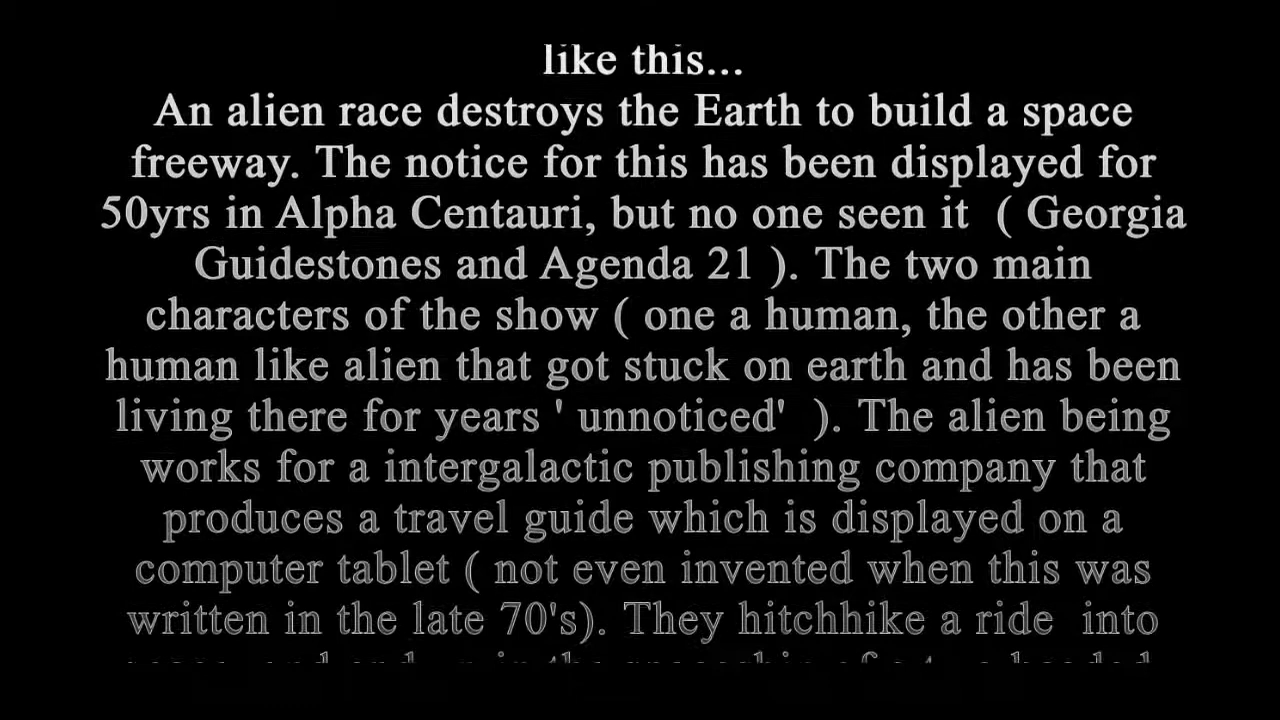 like this...
An alien race destroys the Earth to build a space
freeway. The notice for this has been displayed for
50yrs in Alpha Centauri, but no one seen it  ( Georgia
Guidestones and Agenda 21 ). The two main
characters of the show ( one a human, the other a
human like alien that got stuck on earth and has been
living there for years ' unnoticed'  ). The alien being
works for a intergalactic publishing company that
produces a travel guide which is displayed on a
computer tablet ( not even invented when this was
written in the late 70's). They hitchhike a ride  into